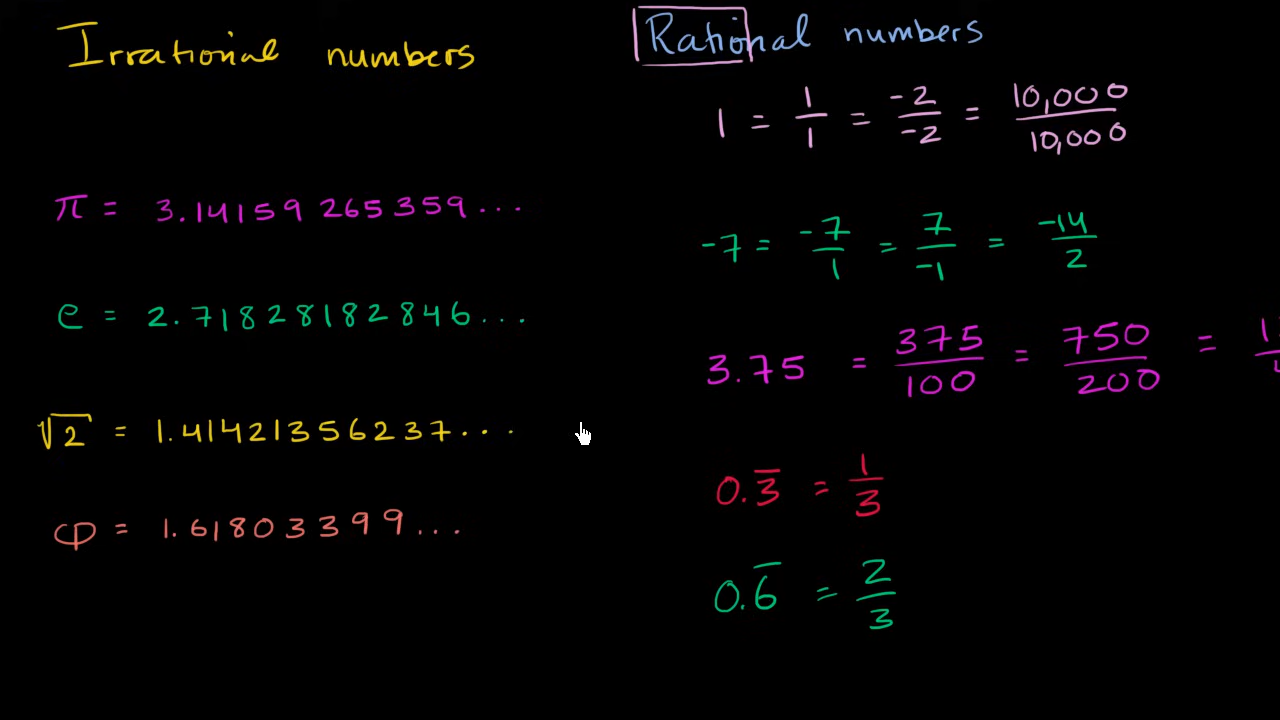 Irrational numbers
π = 3.14159265359...
e = 2.71828182846...
√2 = 1.41421356237...
φ = 1.61803399...
Rational numbers
1 = 1/1 = -2/-2 = 10,000/10,000
-7 = -7/1 = 7/-1 = -14/2
3.75 = 375/100 = 750/200 =
0.3̅ = 1/3
0.6̅ = 2/3